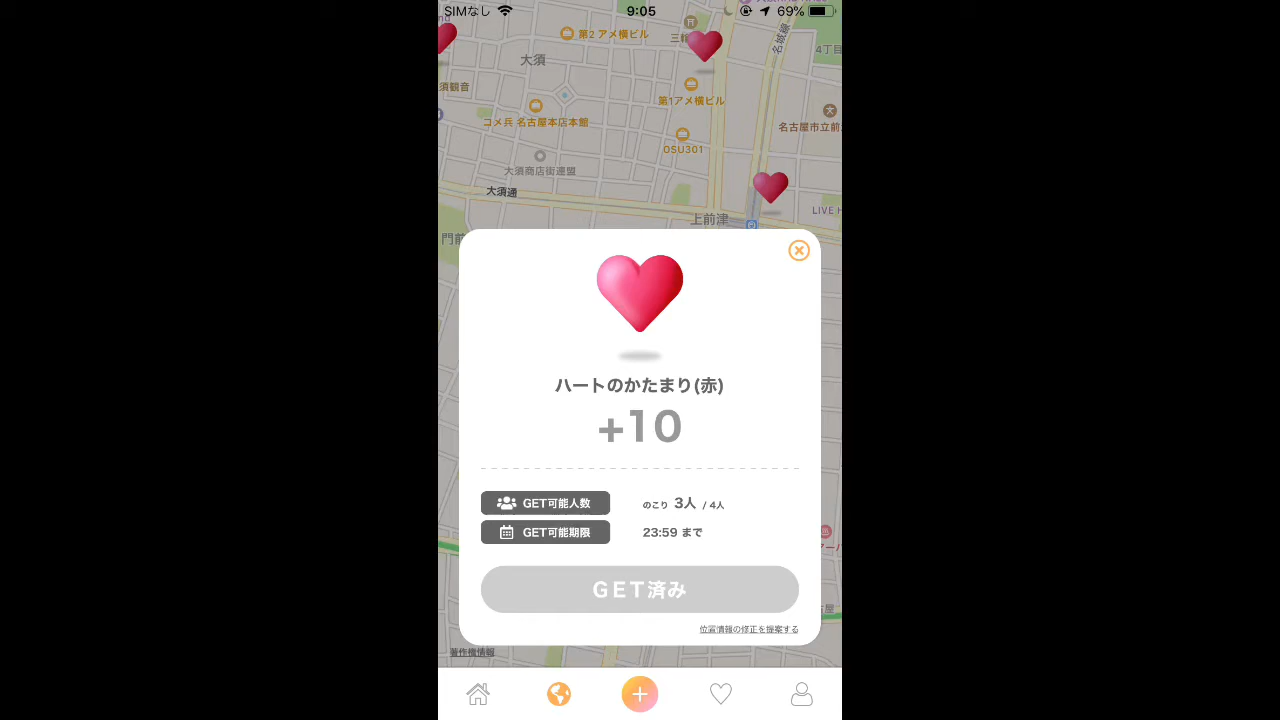 SIMなし 9:05 69%
第2 アメ横ビル
大須
名城線
4丁目
須観音
第1アメ横ビル
コメ兵 名古屋本店本館
名古屋市立前
OSU301
大須商店街連盟
大須通
上前津
LIVE
門前
ハートのかたまり(赤)
+10
GET可能人数 のこり 3人 / 4人
GET可能期限 23:59 まで
GET済み
位置情報の修正を提案する
著作権情報